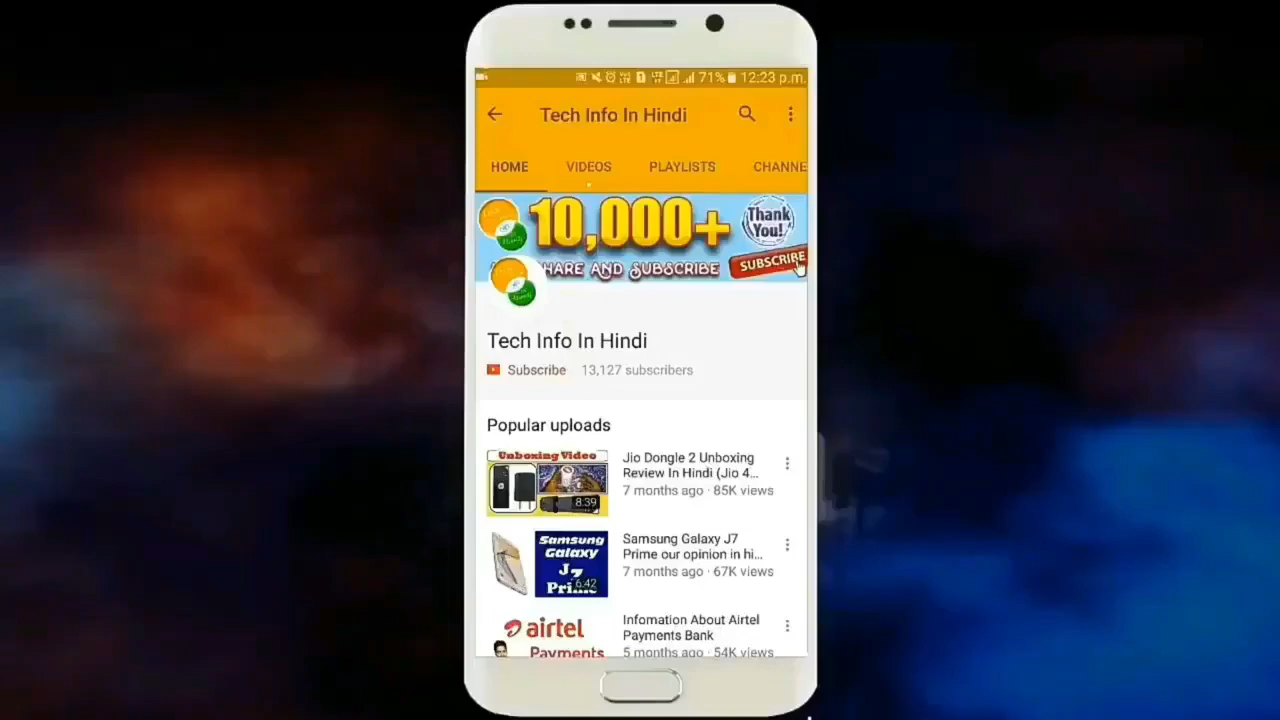 71% 12:23 p.m.
Tech Info In Hindi
HOME VIDEOS PLAYLISTS CHANNE
10,000+
Thank
You!
HARE AND SUBSCRIBE
SUBSCRIBE
Tech Info In Hindi
Subscribe 13,127 subscribers
Popular uploads
Unboxing Video
8:39
Jio Dongle 2 Unboxing
Review In Hindi (Jio 4...
7 months ago · 85K views
Samsung
Galaxy
J7
Prime
6:42
Samsung Galaxy J7
Prime our opinion in hi...
7 months ago · 67K views
airtel
Payments
Infomation About Airtel
Payments Bank
5 months ago · 54K views